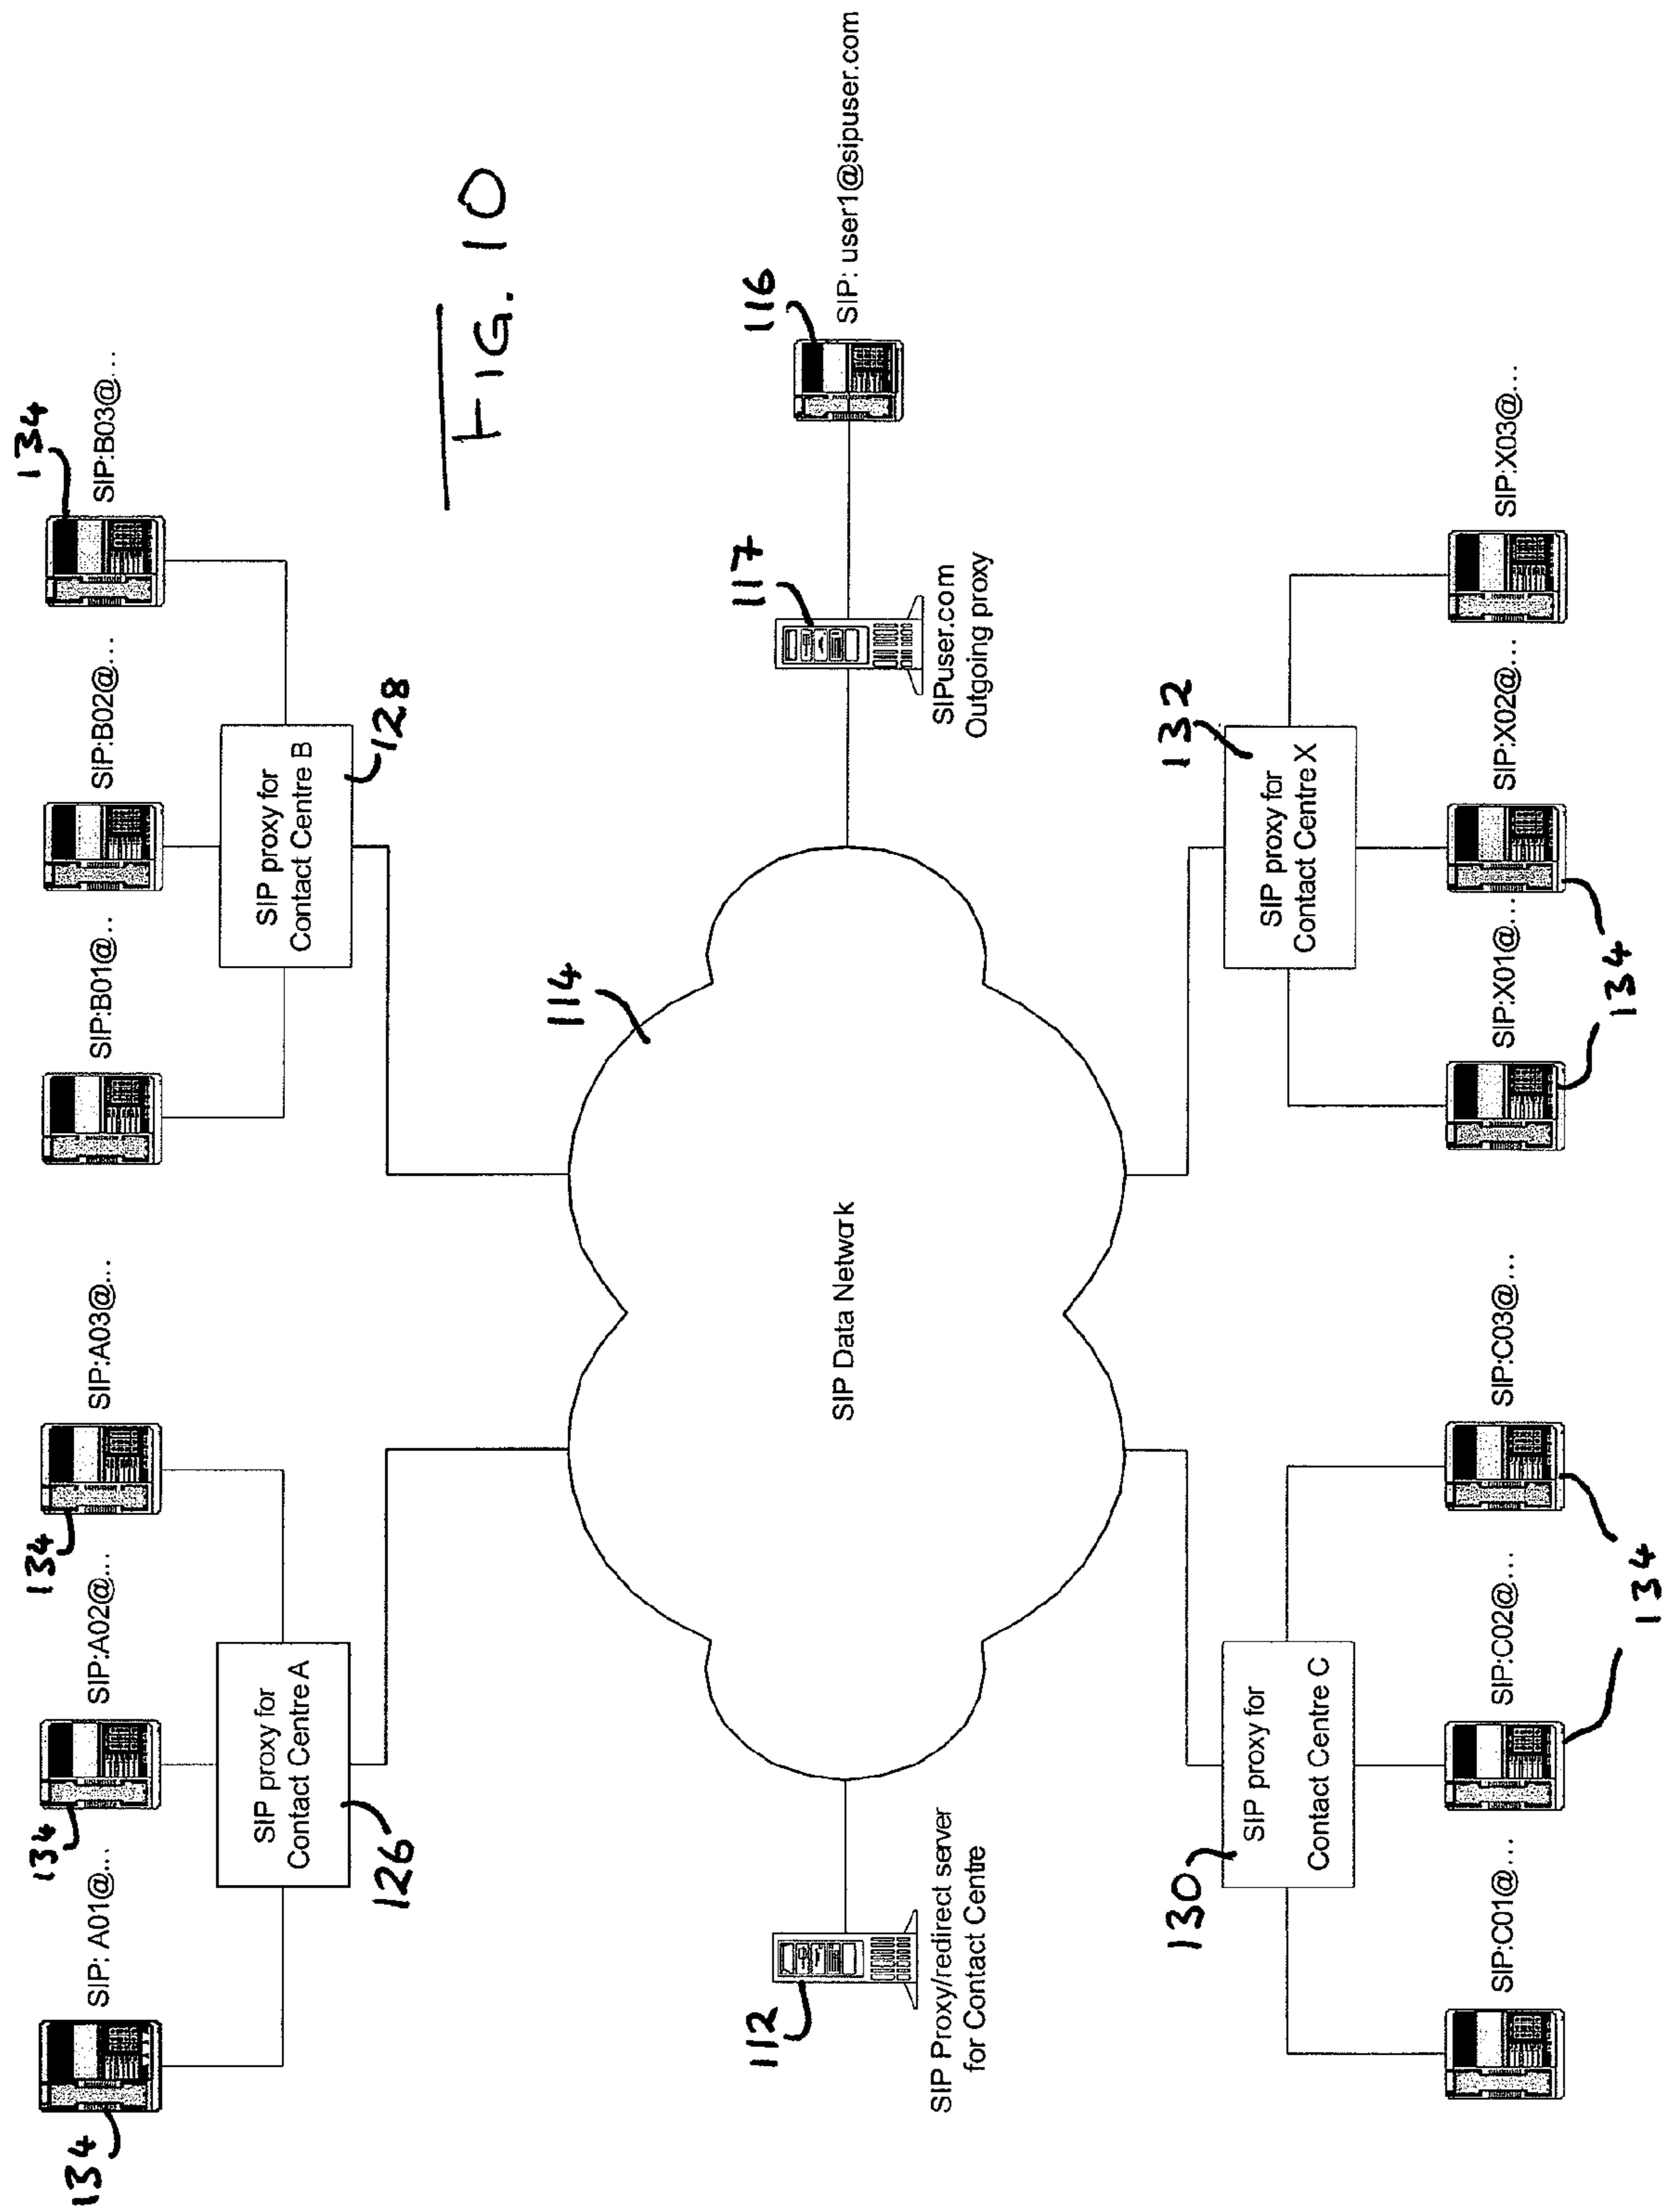 134
SIP: A01@...
134
SIP:A02@...
134
SIP:A03@...
SIP:B01@...
SIP:B02@...
134
SIP:B03@...
SIP proxy for
Contact Centre A
126
SIP proxy for
Contact Centre B
128
FIG. 10
114
SIP Data Network
112
SIP Proxy/redirect server
for Contact Centre
117
SIPuser.com
Outgoing proxy
116
SIP: user1@sipuser.com
130
SIP proxy for
Contact Centre C
132
SIP proxy for
Contact Centre X
SIP:C01@...
SIP:C02@...
SIP:C03@...
134
SIP:X01@...
SIP:X02@...
SIP:X03@...
134